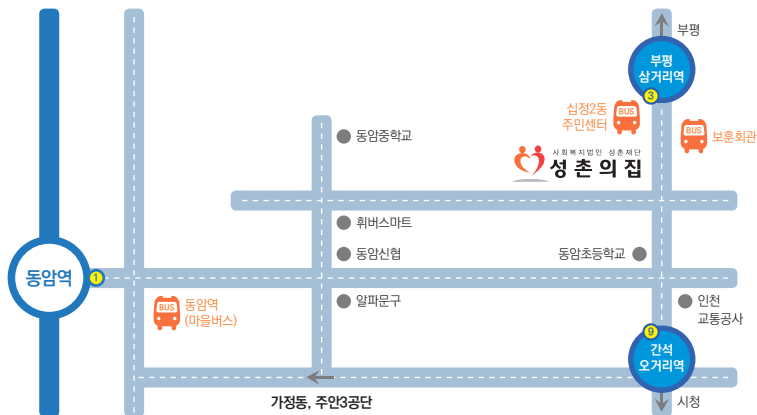 부평
부평
삼거리역
3
십정2동
주민센터
BUS
BUS
보훈회관
동암중학교
사회복지법인 성촌재단
성촌의집
휘버스마트
동암신협
동암초등학교
동암역
1
BUS
동암역
(마을버스)
알파문구
인천
교통공사
9
간석
오거리역
가정동, 주안3공단
시청